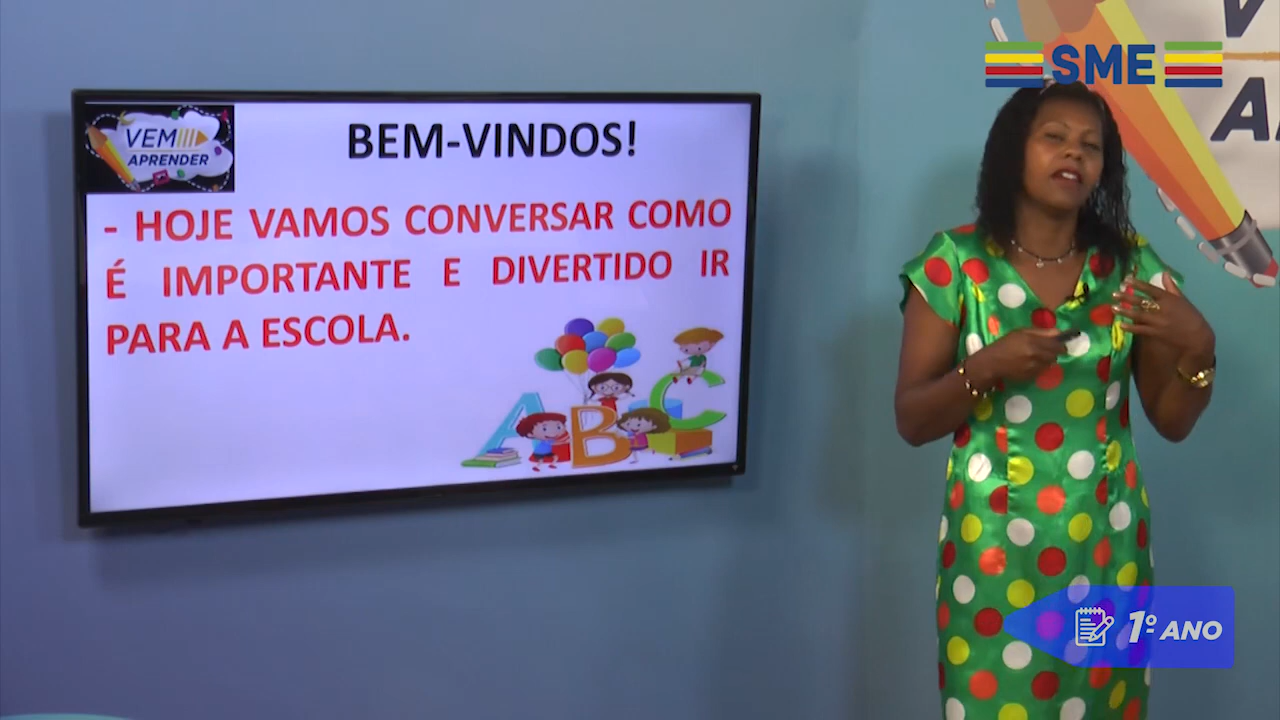 SME
VEM
APRENDER
BEM-VINDOS!
- HOJE VAMOS CONVERSAR COMO
É IMPORTANTE E DIVERTIDO IR
PARA A ESCOLA.
A B C
1º ANO